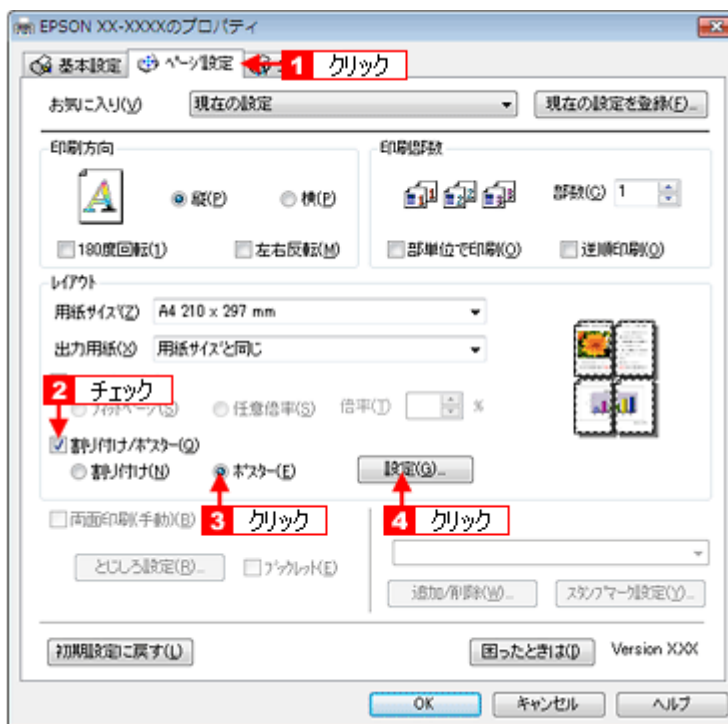 EPSON XX-XXXXのプロパティ
基本設定 ページ設定 1 クリック
お気に入り(V) 現在の設定 現在の設定を登録(F)...
印刷方向 印刷部数
縦(P) 横(P) 部数(C) 1
180度回転(1) 左右反転(M) 部単位で印刷(O) 逆順印刷(O)
レイアウト
用紙サイズ(Z) A4 210 x 297 mm
出力用紙(X) 用紙サイズと同じ
2 チェック
フィットページ(S) 任意倍率(S) 倍率(T) %
割り付け/ポスター(Q)
割り付け(N) ポスター(E) 設定(G)...
両面印刷(手動)(B) 3 クリック 4 クリック
とじしろ設定(R)... ブックレット(E)
追加/削除(W)... スタンプマーク設定(Y)...
初期設定に戻す(L) 困ったときは(I) Version X.XX
OK キャンセル ヘルプ